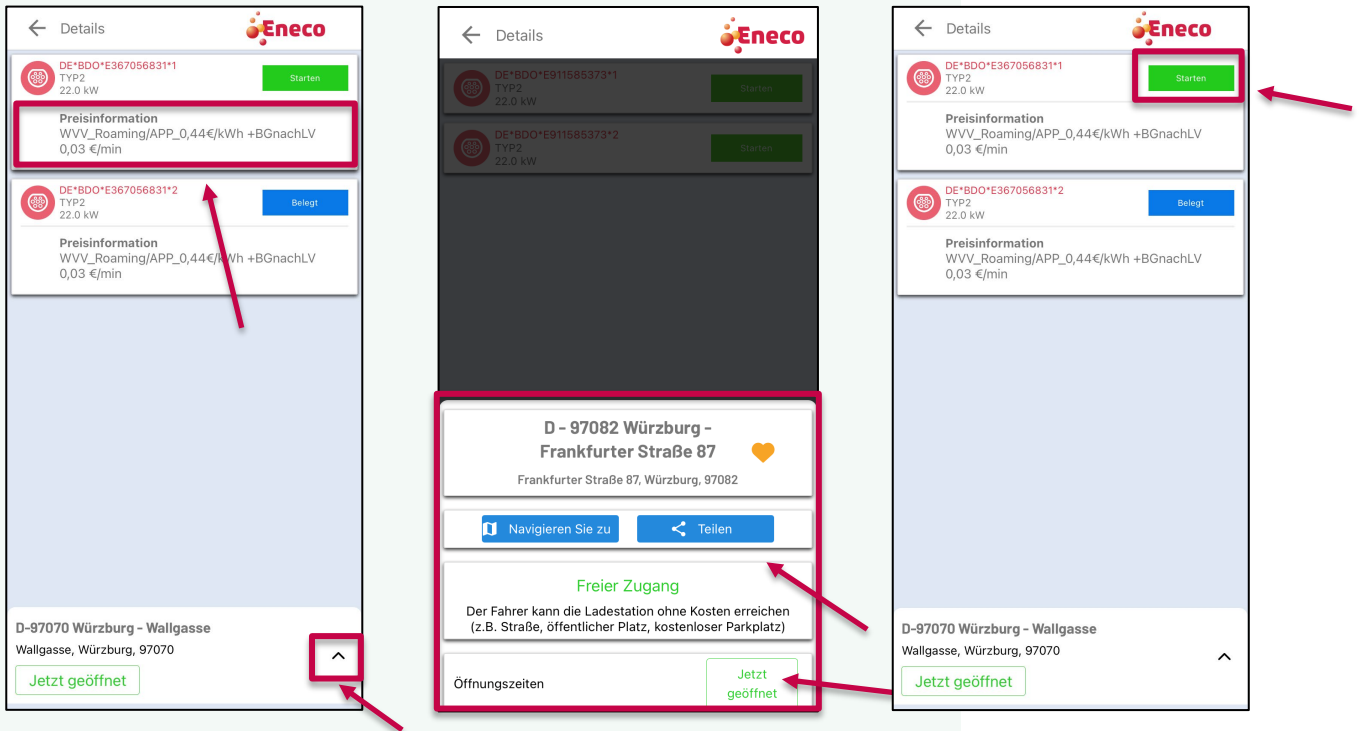 Details
Eneco
DE*BDO*E367056831*1
TYP2
22.0 kW
Starten
Preisinformation
WVV_Roaming/APP_0,44€/kWh +BGnachLV
0,03 €/min
DE*BDO*E367056831*2
TYP2
22.0 kW
Belegt
Preisinformation
WVV_Roaming/APP_0,44€/kWh +BGnachLV
0,03 €/min
D-97070 Würzburg - Wallgasse
Wallgasse, Würzburg, 97070
Jetzt geöffnet
Details
Eneco
DE*BDO*E911585373*1
TYP2
22.0 kW
Starten
DE*BDO*E911585373*2
TYP2
22.0 kW
Starten
D - 97082 Würzburg -
Frankfurter Straße 87
Frankfurter Straße 87, Würzburg, 97082
Navigieren Sie zu
Teilen
Freier Zugang
Der Fahrer kann die Ladestation ohne Kosten erreichen
(z.B. Straße, öffentlicher Platz, kostenloser Parkplatz)
Öffnungszeiten
Jetzt
geöffnet
Details
Eneco
DE*BDO*E367056831*1
TYP2
22.0 kW
Starten
Preisinformation
WVV_Roaming/APP_0,44€/kWh +BGnachLV
0,03 €/min
DE*BDO*E367056831*2
TYP2
22.0 kW
Belegt
Preisinformation
WVV_Roaming/APP_0,44€/kWh +BGnachLV
0,03 €/min
D-97070 Würzburg - Wallgasse
Wallgasse, Würzburg, 97070
Jetzt geöffnet